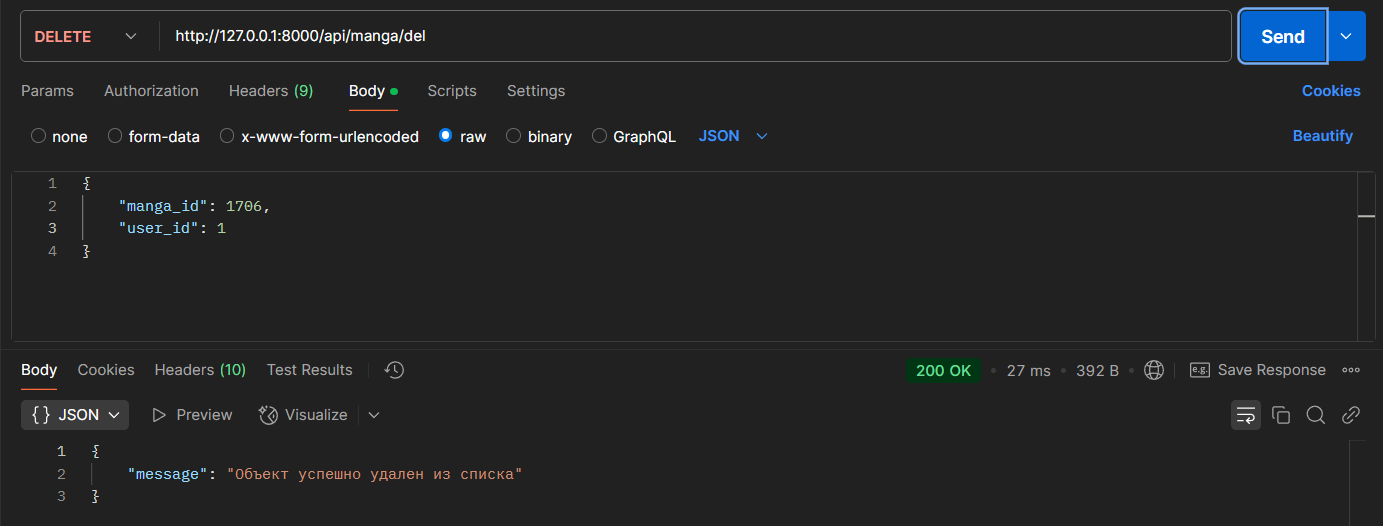 DELETE http://127.0.0.1:8000/api/manga/del Send
Params Authorization Headers (9) Body Scripts Settings Cookies
none form-data x-www-form-urlencoded raw binary GraphQL JSON Beautify
1 {
2 "manga_id": 1706,
3 "user_id": 1
4 }
Body Cookies Headers (10) Test Results 200 OK 27 ms 392 B e.g. Save Response
{} JSON Preview Visualize
1 {
2 "message": "Объект успешно удален из списка"
3 }